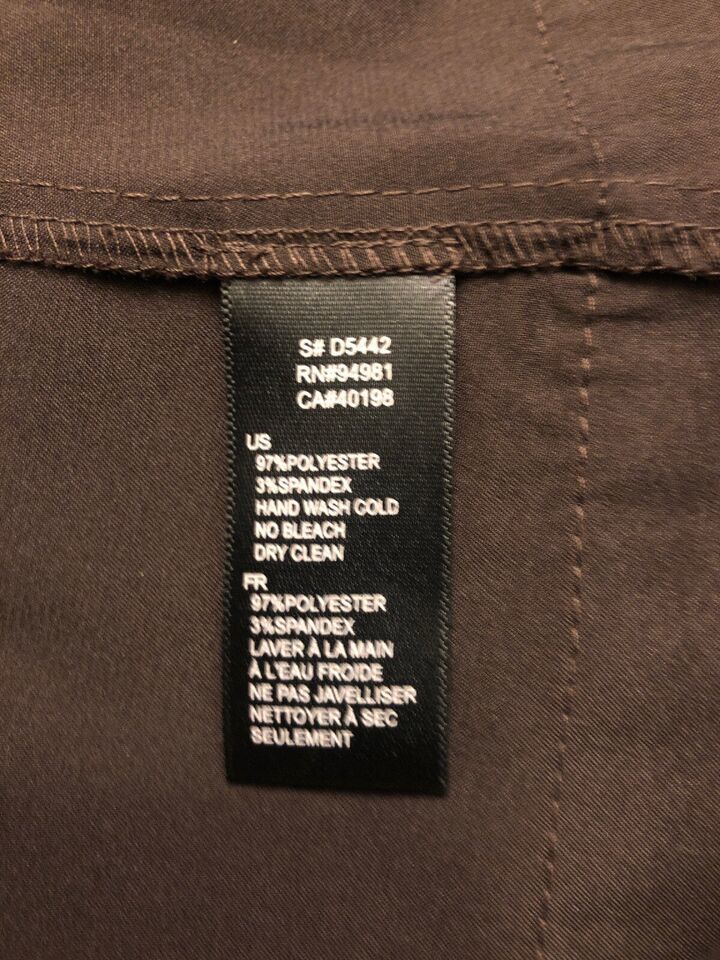 S# D5442
RN#94981
CA#40198
US
97%POLYESTER
3%SPANDEX
HAND WASH COLD
NO BLEACH
DRY CLEAN
FR
97%POLYESTER
3%SPANDEX
LAVER À LA MAIN
À L'EAU FROIDE
NE PAS JAVELLISER
NETTOYER À SEC
SEULEMENT